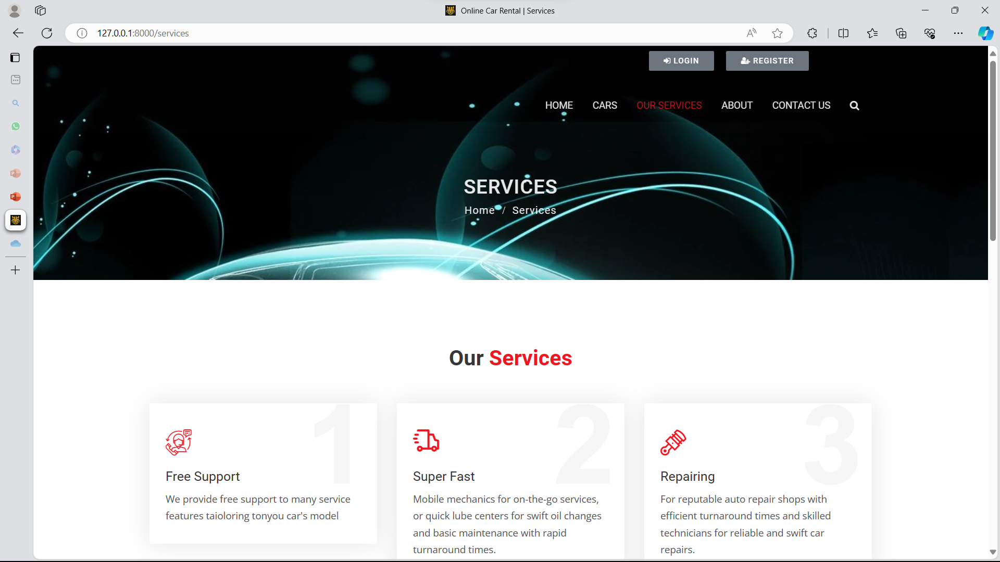 Online Car Rental | Services
127.0.0.1:8000/services
LOGIN
REGISTER
HOME
CARS
OUR SERVICES
ABOUT
CONTACT US
SERVICES
Home / Services
Our Services
1
Free Support
We provide free support to many service
features taioloring tonyou car's model
2
Super Fast
Mobile mechanics for on-the-go services,
or quick lube centers for swift oil changes
and basic maintenance with rapid
turnaround times.
3
Repairing
For reputable auto repair shops with
efficient turnaround times and skilled
technicians for reliable and swift car
repairs.